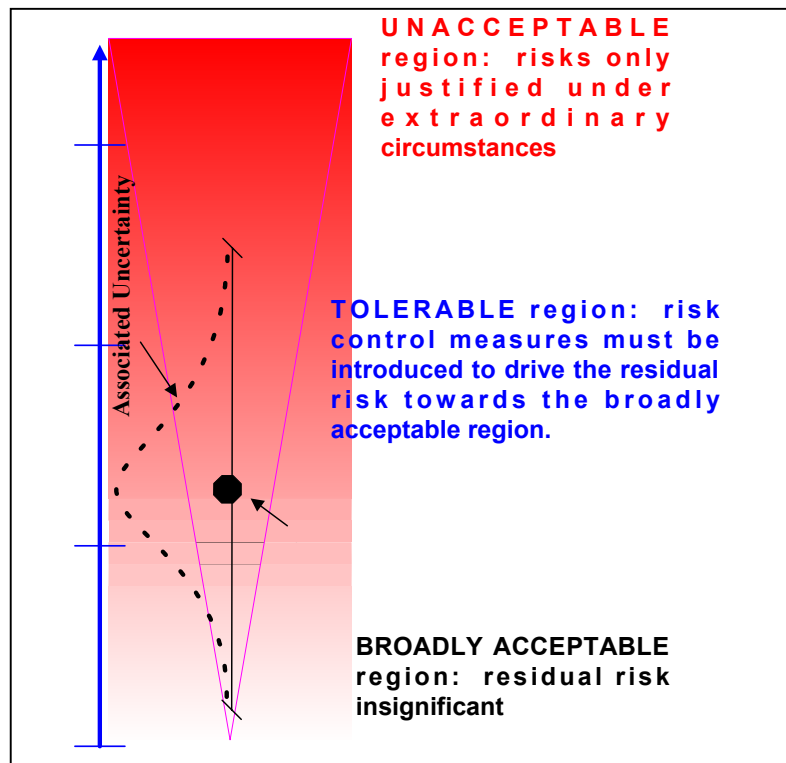 UNACCEPTABLE
region: risks only
justified under
extraordinary
circumstances
Associated Uncertainty
TOLERABLE region: risk
control measures must be
introduced to drive the residual
risk towards the broadly
acceptable region.
BROADLY ACCEPTABLE
region: residual risk
insignificant